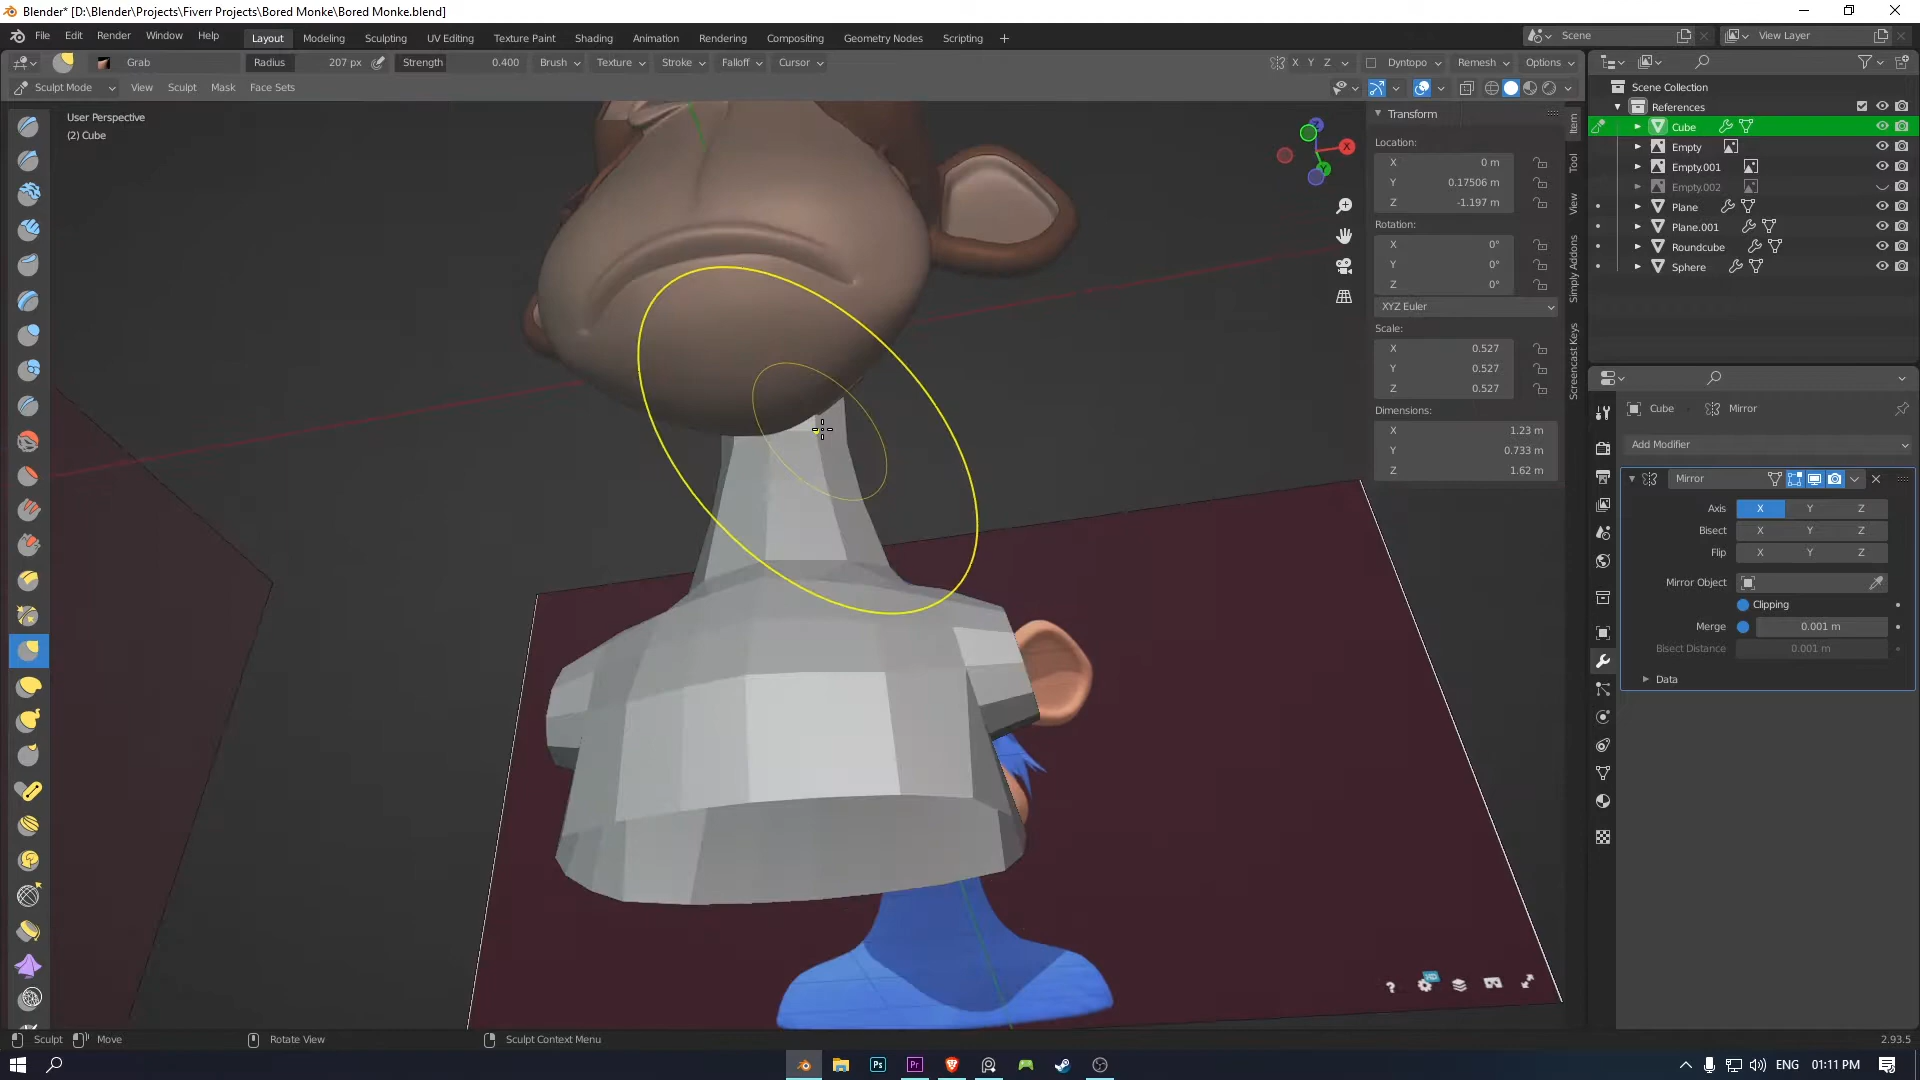 Blender* [D:\Blender\Projects\Fiverr Projects\Bored Monke\Bored Monke.blend]
File Edit Render Window Help Layout Modeling Sculpting UV Editing Texture Paint Shading Animation Rendering Compositing Geometry Nodes Scripting + Scene View Layer
Grab Radius 207 px Strength 0.400 Brush Texture Stroke Falloff Cursor X Y Z Dyntopo Remesh Options
Sculpt Mode View Sculpt Mask Face Sets
Scene Collection
References
Cube
Empty
Empty.001
Empty.002
Plane
Plane.001
Roundcube
Sphere
User Perspective
(2) Cube
X
Y
Z
Transform
Location:
X 0 m
Y 0.17506 m
Z -1.197 m
Rotation:
X 0°
Y 0°
Z 0°
XYZ Euler
Scale:
X 0.527
Y 0.527
Z 0.527
Dimensions:
X 1.23 m
Y 0.733 m
Z 1.62 m
Item
Tool
View
Simply Addons
Screencast Keys
Cube Mirror
Add Modifier
Mirror
Axis X Y Z
Bisect X Y Z
Flip X Y Z
Mirror Object
Clipping
Merge 0.001 m
Bisect Distance 0.001 m
Data
?
Sculpt Move Rotate View Sculpt Context Menu 2.93.5
Ps Pr ENG 01:11 PM